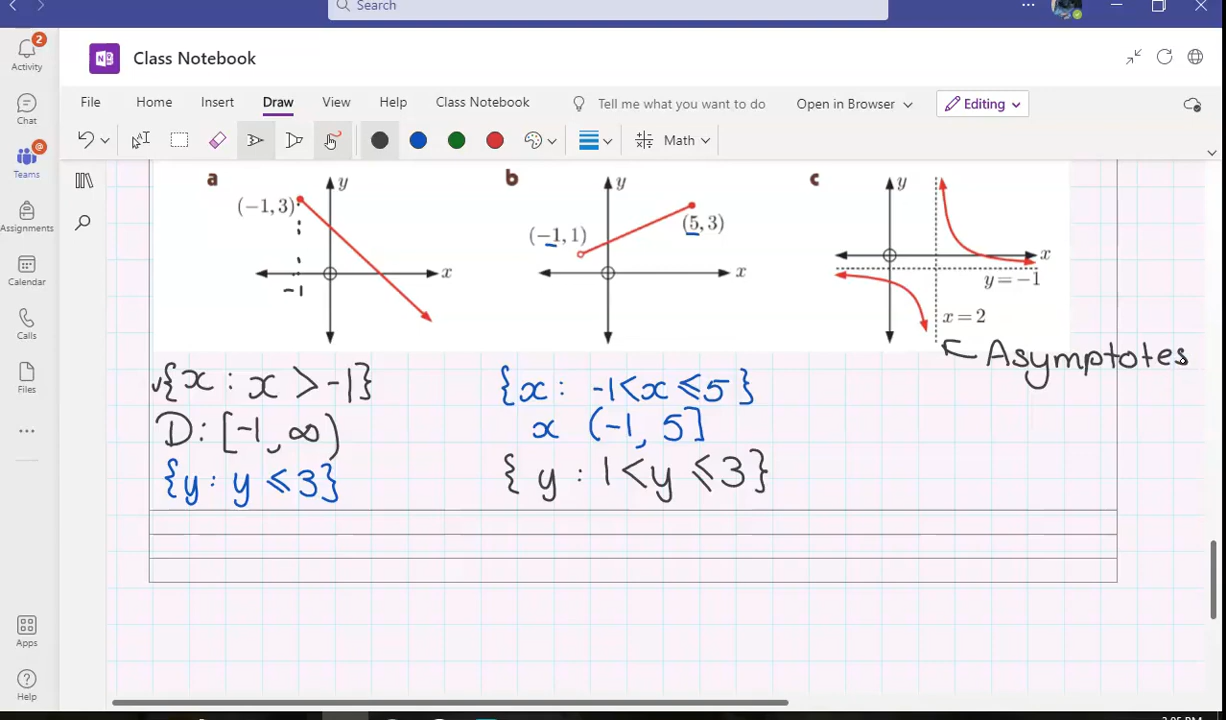 Search
Activity
2
Chat
Teams
@
Assignments
Calendar
Calls
Files
Apps
Help
N
Class Notebook
File
Home
Insert
Draw
View
Help
Class Notebook
Tell me what you want to do
Open in Browser
Editing
Math
a
(−1, 3)
y
x
−1
b
(−1, 1)
(5, 3)
y
x
c
y
x
y = −1
x = 2
Asymptotes
{x : x > −1}
D: [−1, ∞)
{y: y ⩽ 3}
{x: −1 < x ⩽ 5}
x (−1, 5]
{ y : 1 < y ⩽ 3}